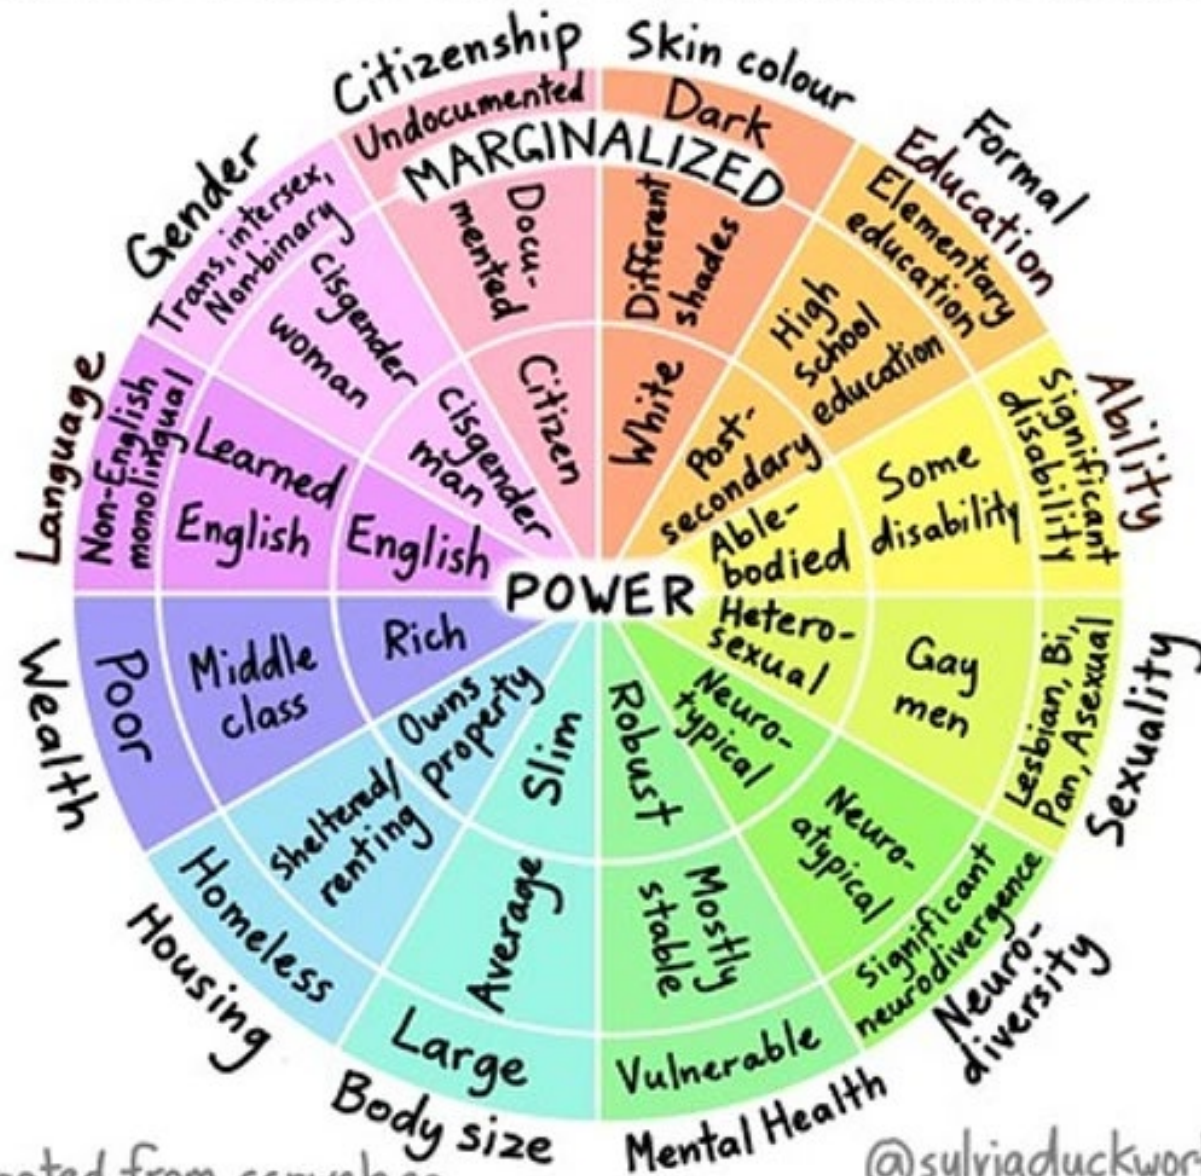 Citizenship
Undocumented
Docu-
mented
Citizen
Skin colour
Dark
Different
shades
White
MARGINALIZED
Formal
Education
Elementary
education
High
school
education
Post-
secondary
Ability
Significant
disability
Some
disability
Able-
bodied
Sexuality
Lesbian, Bi,
Pan, Asexual
Gay
men
Hetero-
sexual
Neuro-
diversity
Significant
neurodivergence
Neuro-
atypical
Neuro-
typical
Mental Health
Vulnerable
Mostly
stable
Robust
Body size
Large
Average
Slim
Housing
Homeless
Sheltered/
renting
Owns
property
Wealth
Poor
Middle
class
Rich
Language
Non-English
monolingual
Learned
English
English
Gender
Trans, intersex,
Non-binary
Cisgender
woman
Cisgender
man
POWER
from